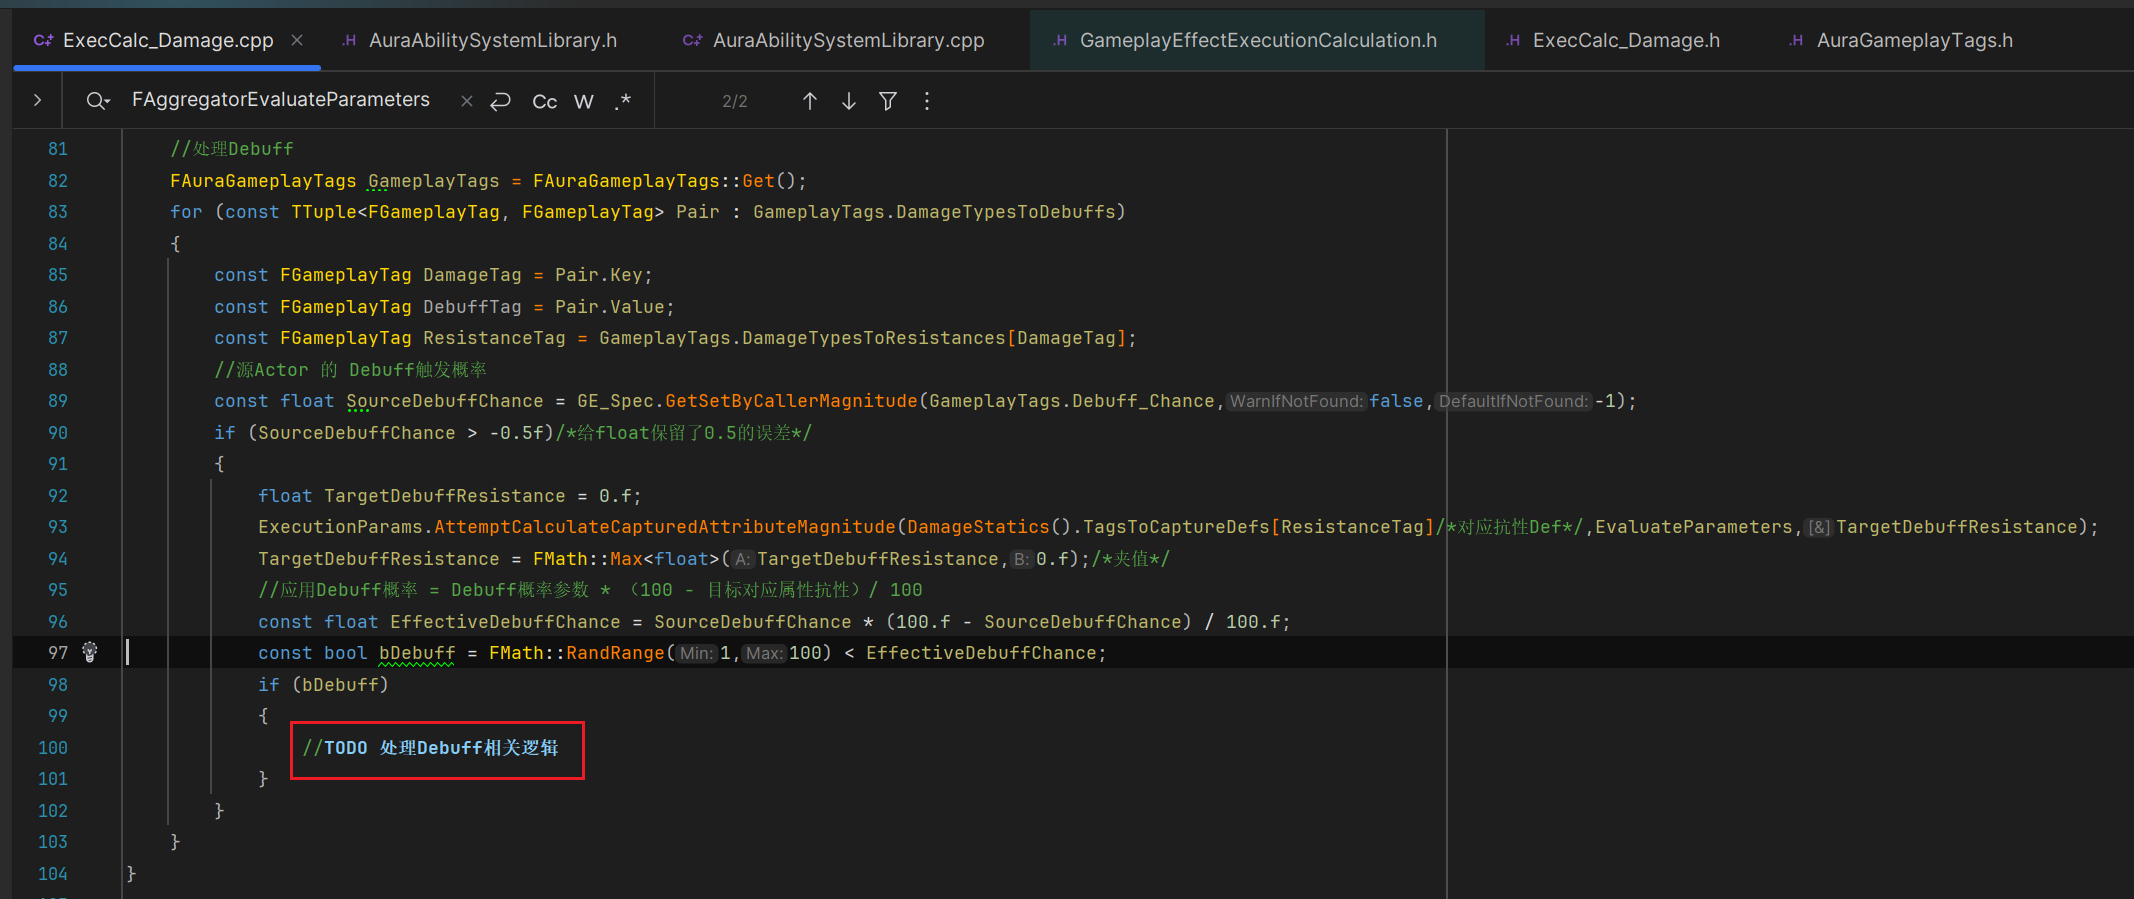 C++ ExecCalc_Damage.cpp × .H AuraAbilitySystemLibrary.h C++ AuraAbilitySystemLibrary.cpp .H GameplayEffectExecutionCalculation.h .H ExecCalc_Damage.h .H AuraGameplayTags.h
FAggregatorEvaluateParameters × Cc W .* 2/2
81 //处理Debuff
82 FAuraGameplayTags GameplayTags = FAuraGameplayTags::Get();
83 for (const TTuple<FGameplayTag, FGameplayTag> Pair : GameplayTags.DamageTypesToDebuffs)
84 {
85 const FGameplayTag DamageTag = Pair.Key;
86 const FGameplayTag DebuffTag = Pair.Value;
87 const FGameplayTag ResistanceTag = GameplayTags.DamageTypesToResistances[DamageTag];
88 //源Actor 的 Debuff触发概率
89 const float SourceDebuffChance = GE_Spec.GetSetByCallerMagnitude(GameplayTags.Debuff_Chance, WarnIfNotFound: false, DefaultIfNotFound: -1);
90 if (SourceDebuffChance > -0.5f)/*给float保留了0.5的误差*/
91 {
92 float TargetDebuffResistance = 0.f;
93 ExecutionParams.AttemptCalculateCapturedAttributeMagnitude(DamageStatics().TagsToCaptureDefs[ResistanceTag]/*对应抗性Def*/,EvaluateParameters, [&] TargetDebuffResistance);
94 TargetDebuffResistance = FMath::Max<float>( A: TargetDebuffResistance, B: 0.f);/*夹值*/
95 //应用Debuff概率 = Debuff概率参数 * （100 - 目标对应属性抗性）/ 100
96 const float EffectiveDebuffChance = SourceDebuffChance * (100.f - SourceDebuffChance) / 100.f;
97 const bool bDebuff = FMath::RandRange( Min: 1, Max: 100) < EffectiveDebuffChance;
98 if (bDebuff)
99 {
100 //TODO 处理Debuff相关逻辑
101 }
102 }
103 }
104 }